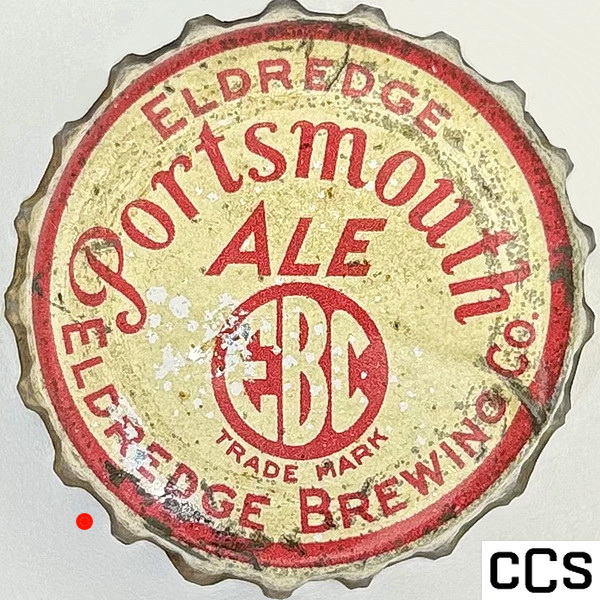 ELDREDGE
Portsmouth
ALE
EBC
TRADE MARK
ELDREDGE BREWING CO.
CCS